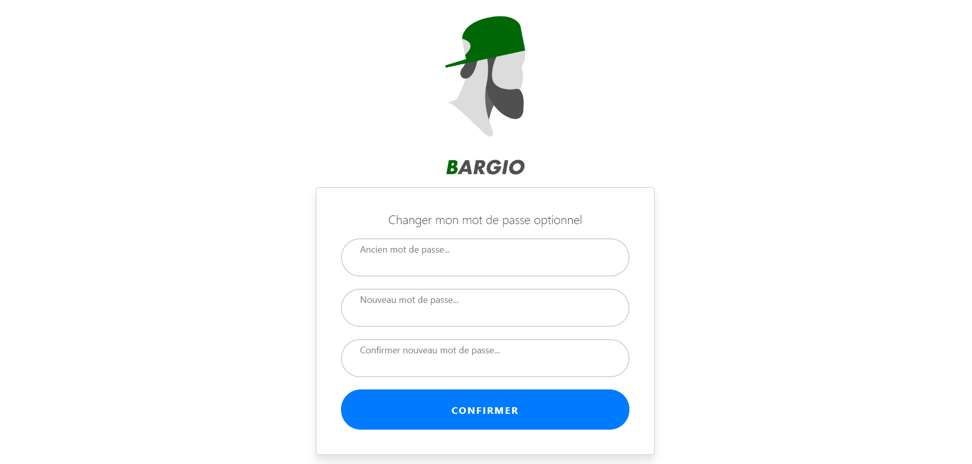 BARGIO
Changer mon mot de passe optionnel
Ancien mot de passe...
Nouveau mot de passe...
Confirmer nouveau mot de passe...
CONFIRMER